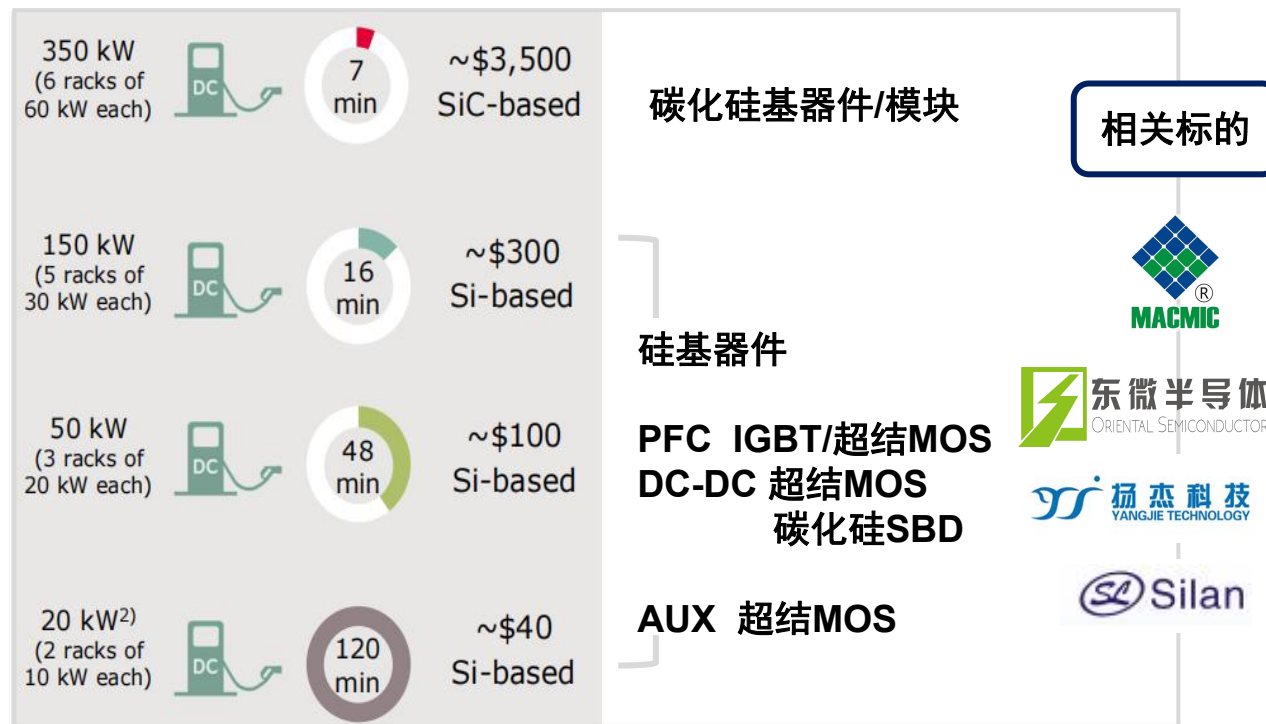 350 kW
(6 racks of
60 kW each)
DC
7
min
~$3,500
SiC-based
碳化硅基器件/模块
相关标的
150 kW
(5 racks of
30 kW each)
DC
16
min
~$300
Si-based
®
MACMIC
硅基器件
50 kW
(3 racks of
20 kW each)
DC
48
min
~$100
Si-based
PFC IGBT/超结MOS
DC-DC 超结MOS
碳化硅SBD
东微半导体
ORIENTAL SEMICONDUCTOR
扬杰科技
YANGJIE TECHNOLOGY
20 kW2)
(2 racks of
10 kW each)
DC
120
min
~$40
Si-based
AUX 超结MOS
SL Silan